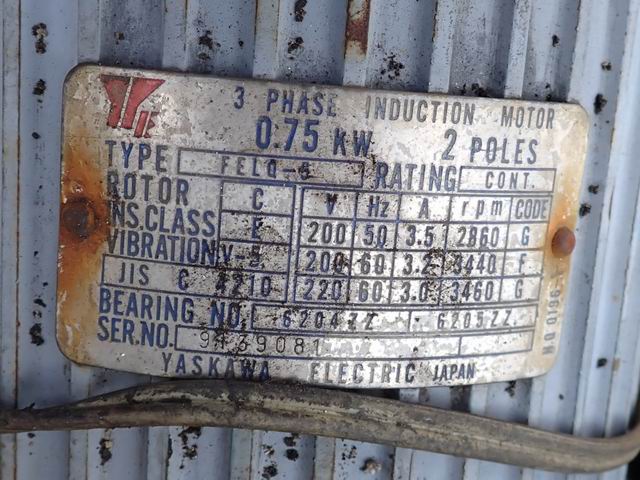 3 PHASE INDUCTION MOTOR
0.75 KW 2 POLES
TYPE FELQ-5 RATING CONT.
ROTOR C V Hz A rpm CODE
INS.CLASS E 200 50 3.5 2860 G
VIBRATION V-5 200 60 3.2 3440 F
JIS C 4210 220 60 3.0 3460 G
BEARING NO. 6204ZZ - 6205ZZ.
SER.NO. 9439081
YASKAWA ELECTRIC JAPAN